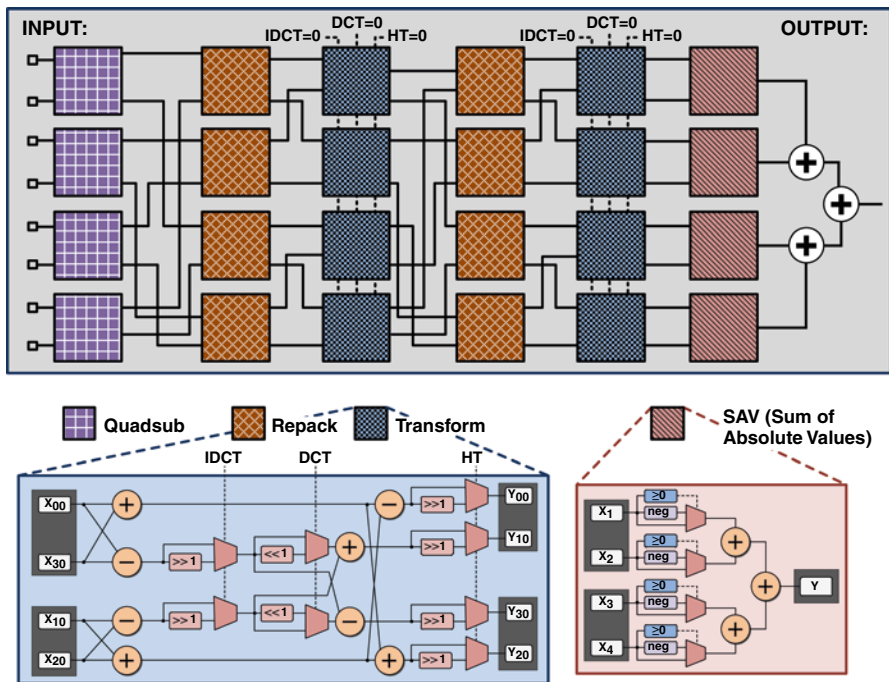 INPUT:
DCT=0
IDCT=0
HT=0
DCT=0
IDCT=0
HT=0
OUTPUT:
+
+
+
Quadsub
Repack
Transform
SAV (Sum of
Absolute Values)
IDCT
DCT
HT
X00
X30
X10
X20
+
−
−
+
>>1
>>1
<<1
<<1
+
−
−
+
>>1
>>1
>>1
>>1
Y00
Y10
Y30
Y20
X1
X2
X3
X4
≥0
neg
≥0
neg
≥0
neg
≥0
neg
+
+
+
Y